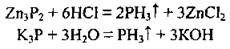 Zn₃P₂ + 6HCl = 2PH₃↑ + 3ZnCl₂
K₃P + 3H₂O = PH₃↑ + 3KOH